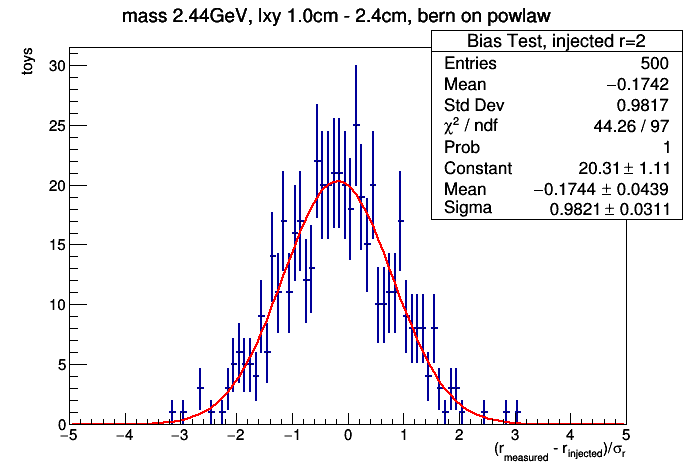 mass 2.44GeV, lxy 1.0cm - 2.4cm, bern on powlaw
Bias Test, injected r=2
Entries 500
Mean −0.1742
Std Dev 0.9817
χ² / ndf 44.26 / 97
Prob 1
Constant 20.31 ± 1.11
Mean −0.1744 ± 0.0439
Sigma 0.9821 ± 0.0311
toys
30
25
20
15
10
5
0
−5 −4 −3 −2 −1 0 1 2 3 4 5
(r_measured - r_injected)/σ_r